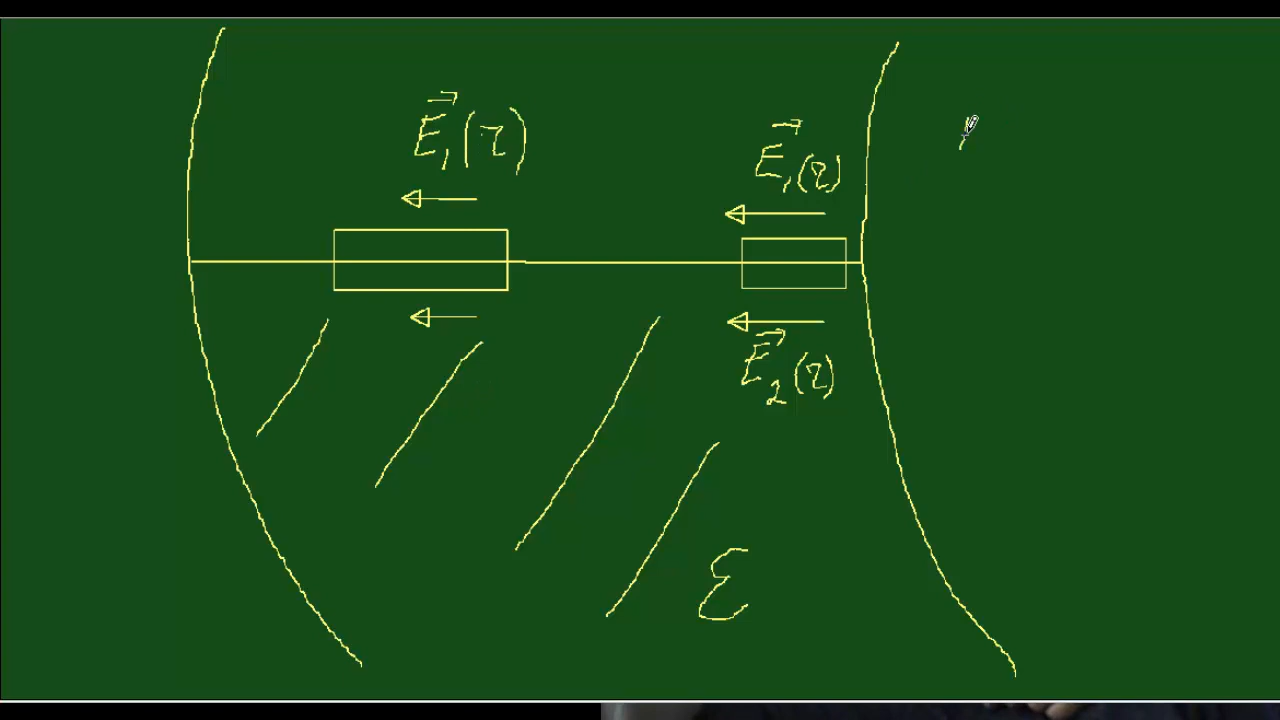 E⃗₁(r)
E⃗₁(r)
E⃗₂(r)
ε